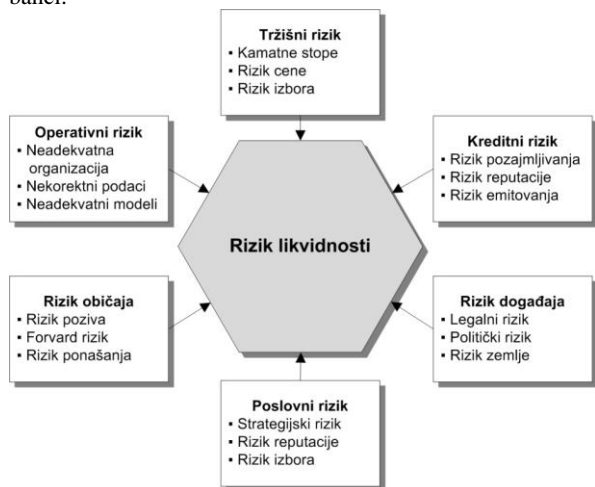 Tržišni rizik
▪ Kamatne stope
▪ Rizik cene
▪ Rizik izbora
Operativni rizik
▪ Neadekvatna
organizacija
▪ Nekorektni podaci
▪ Neadekvatni modeli
Kreditni rizik
▪ Rizik pozajmljivanja
▪ Rizik reputacije
▪ Rizik emitovanja
Rizik likvidnosti
Rizik običaja
▪ Rizik poziva
▪ Forvard rizik
▪ Rizik ponašanja
Rizik događaja
▪ Legalni rizik
▪ Politički rizik
▪ Rizik zemlje
Poslovni rizik
▪ Strategijski rizik
▪ Rizik reputacije
▪ Rizik izbora